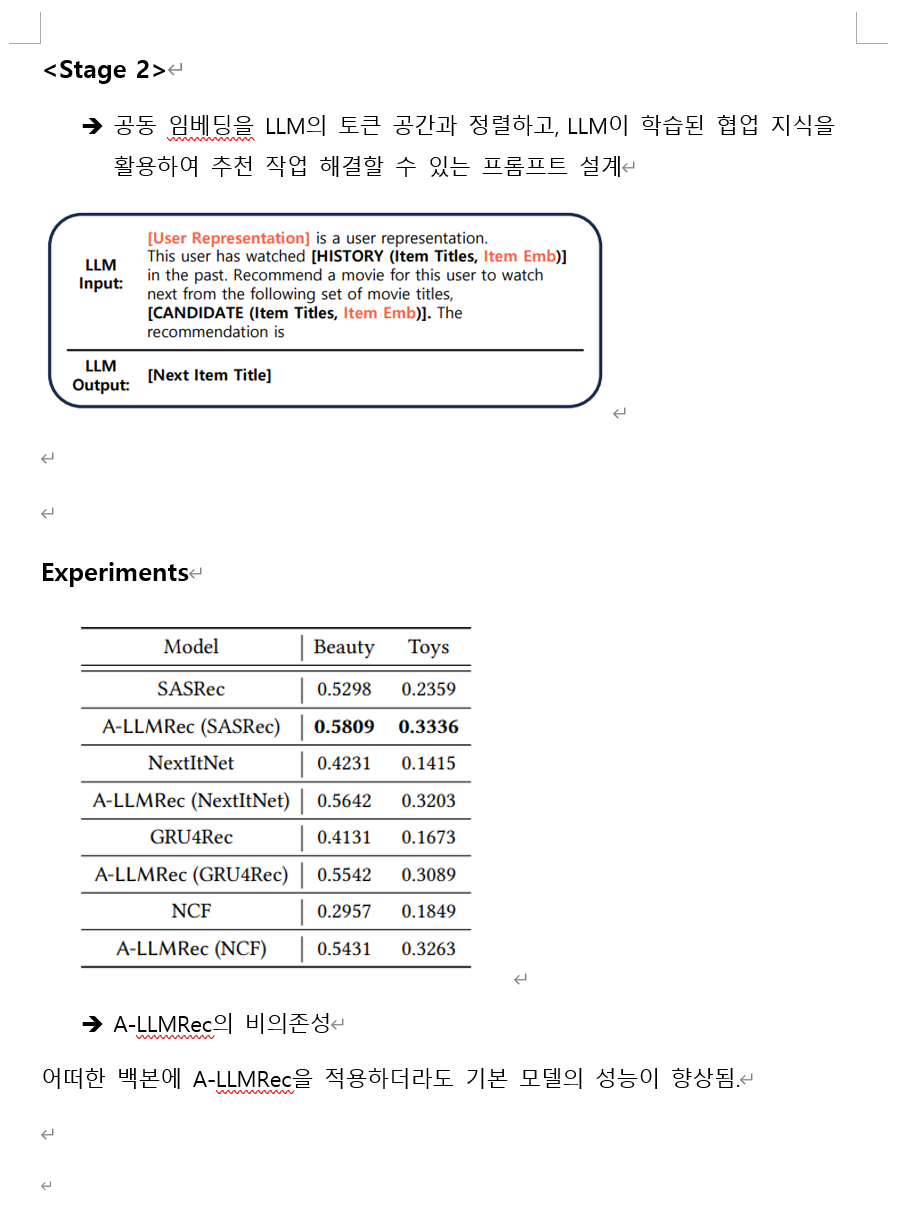 <Stage 2>
➔ 공동 임베딩을 LLM의 토큰 공간과 정렬하고, LLM이 학습된 협업 지식을
활용하여 추천 작업 해결할 수 있는 프롬프트 설계
LLM Input:
[User Representation] is a user representation.
This user has watched [HISTORY (Item Titles, Item Emb)]
in the past. Recommend a movie for this user to watch
next from the following set of movie titles,
[CANDIDATE (Item Titles, Item Emb)]. The
recommendation is
LLM Output:
[Next Item Title]
Experiments
Model Beauty Toys
SASRec 0.5298 0.2359
A-LLMRec (SASRec) 0.5809 0.3336
NextItNet 0.4231 0.1415
A-LLMRec (NextItNet) 0.5642 0.3203
GRU4Rec 0.4131 0.1673
A-LLMRec (GRU4Rec) 0.5542 0.3089
NCF 0.2957 0.1849
A-LLMRec (NCF) 0.5431 0.3263
➔ A-LLMRec의 비의존성
어떠한 백본에 A-LLMRec을 적용하더라도 기본 모델의 성능이 향상됨.